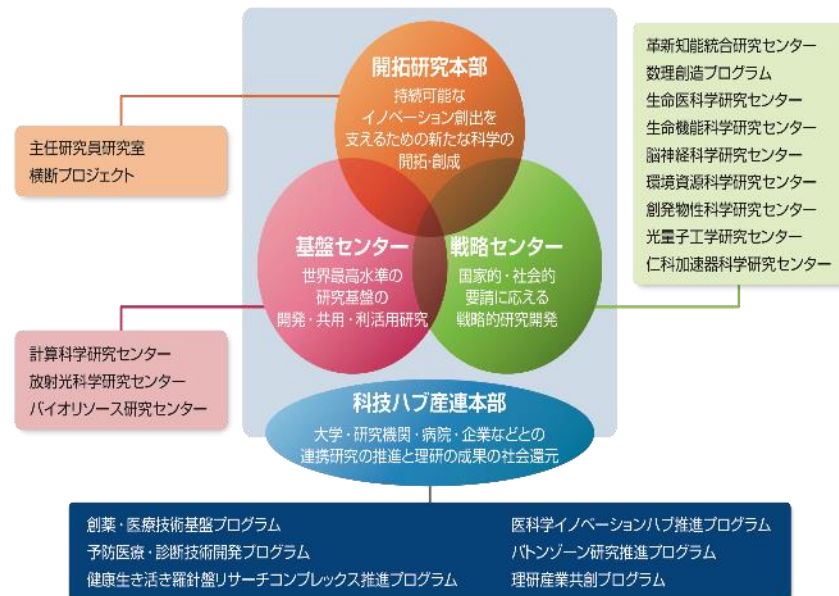 開拓研究本部
持続可能な
イノベーション創出を
支えるための新たな科学の
開拓・創成
主任研究員研究室
横断プロジェクト
革新知能統合研究センター
数理創造プログラム
生命医科学研究センター
生命機能科学研究センター
脳神経科学研究センター
環境資源科学研究センター
創発物性科学研究センター
光量子工学研究センター
仁科加速器科学研究センター
基盤センター
世界最高水準の
研究基盤の
開発・共用・利活用研究
戦略センター
国家的・社会的
要請に応える
戦略的研究開発
計算科学研究センター
放射光科学研究センター
バイオリソース研究センター
科技ハブ産連本部
大学・研究機関・病院・企業などとの
連携研究の推進と理研の成果の社会還元
創薬・医療技術基盤プログラム
予防医療・診断技術開発プログラム
健康生き活き羅針盤リサーチコンプレックス推進プログラム
医科学イノベーションハブ推進プログラム
バトンゾーン研究推進プログラム
理研産業共創プログラム